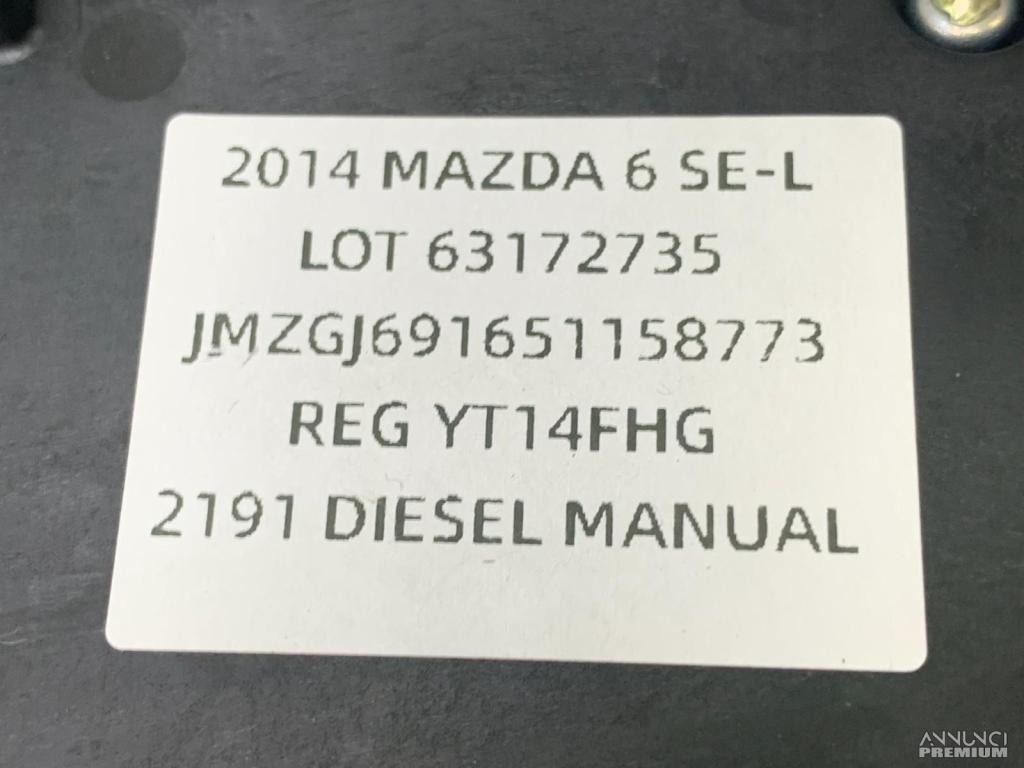 2014 MAZDA 6 SE-L
LOT 63172735
JMZGJ691651158773
REG YT14FHG
2191 DIESEL MANUAL
ANNUNCI
PREMIUM